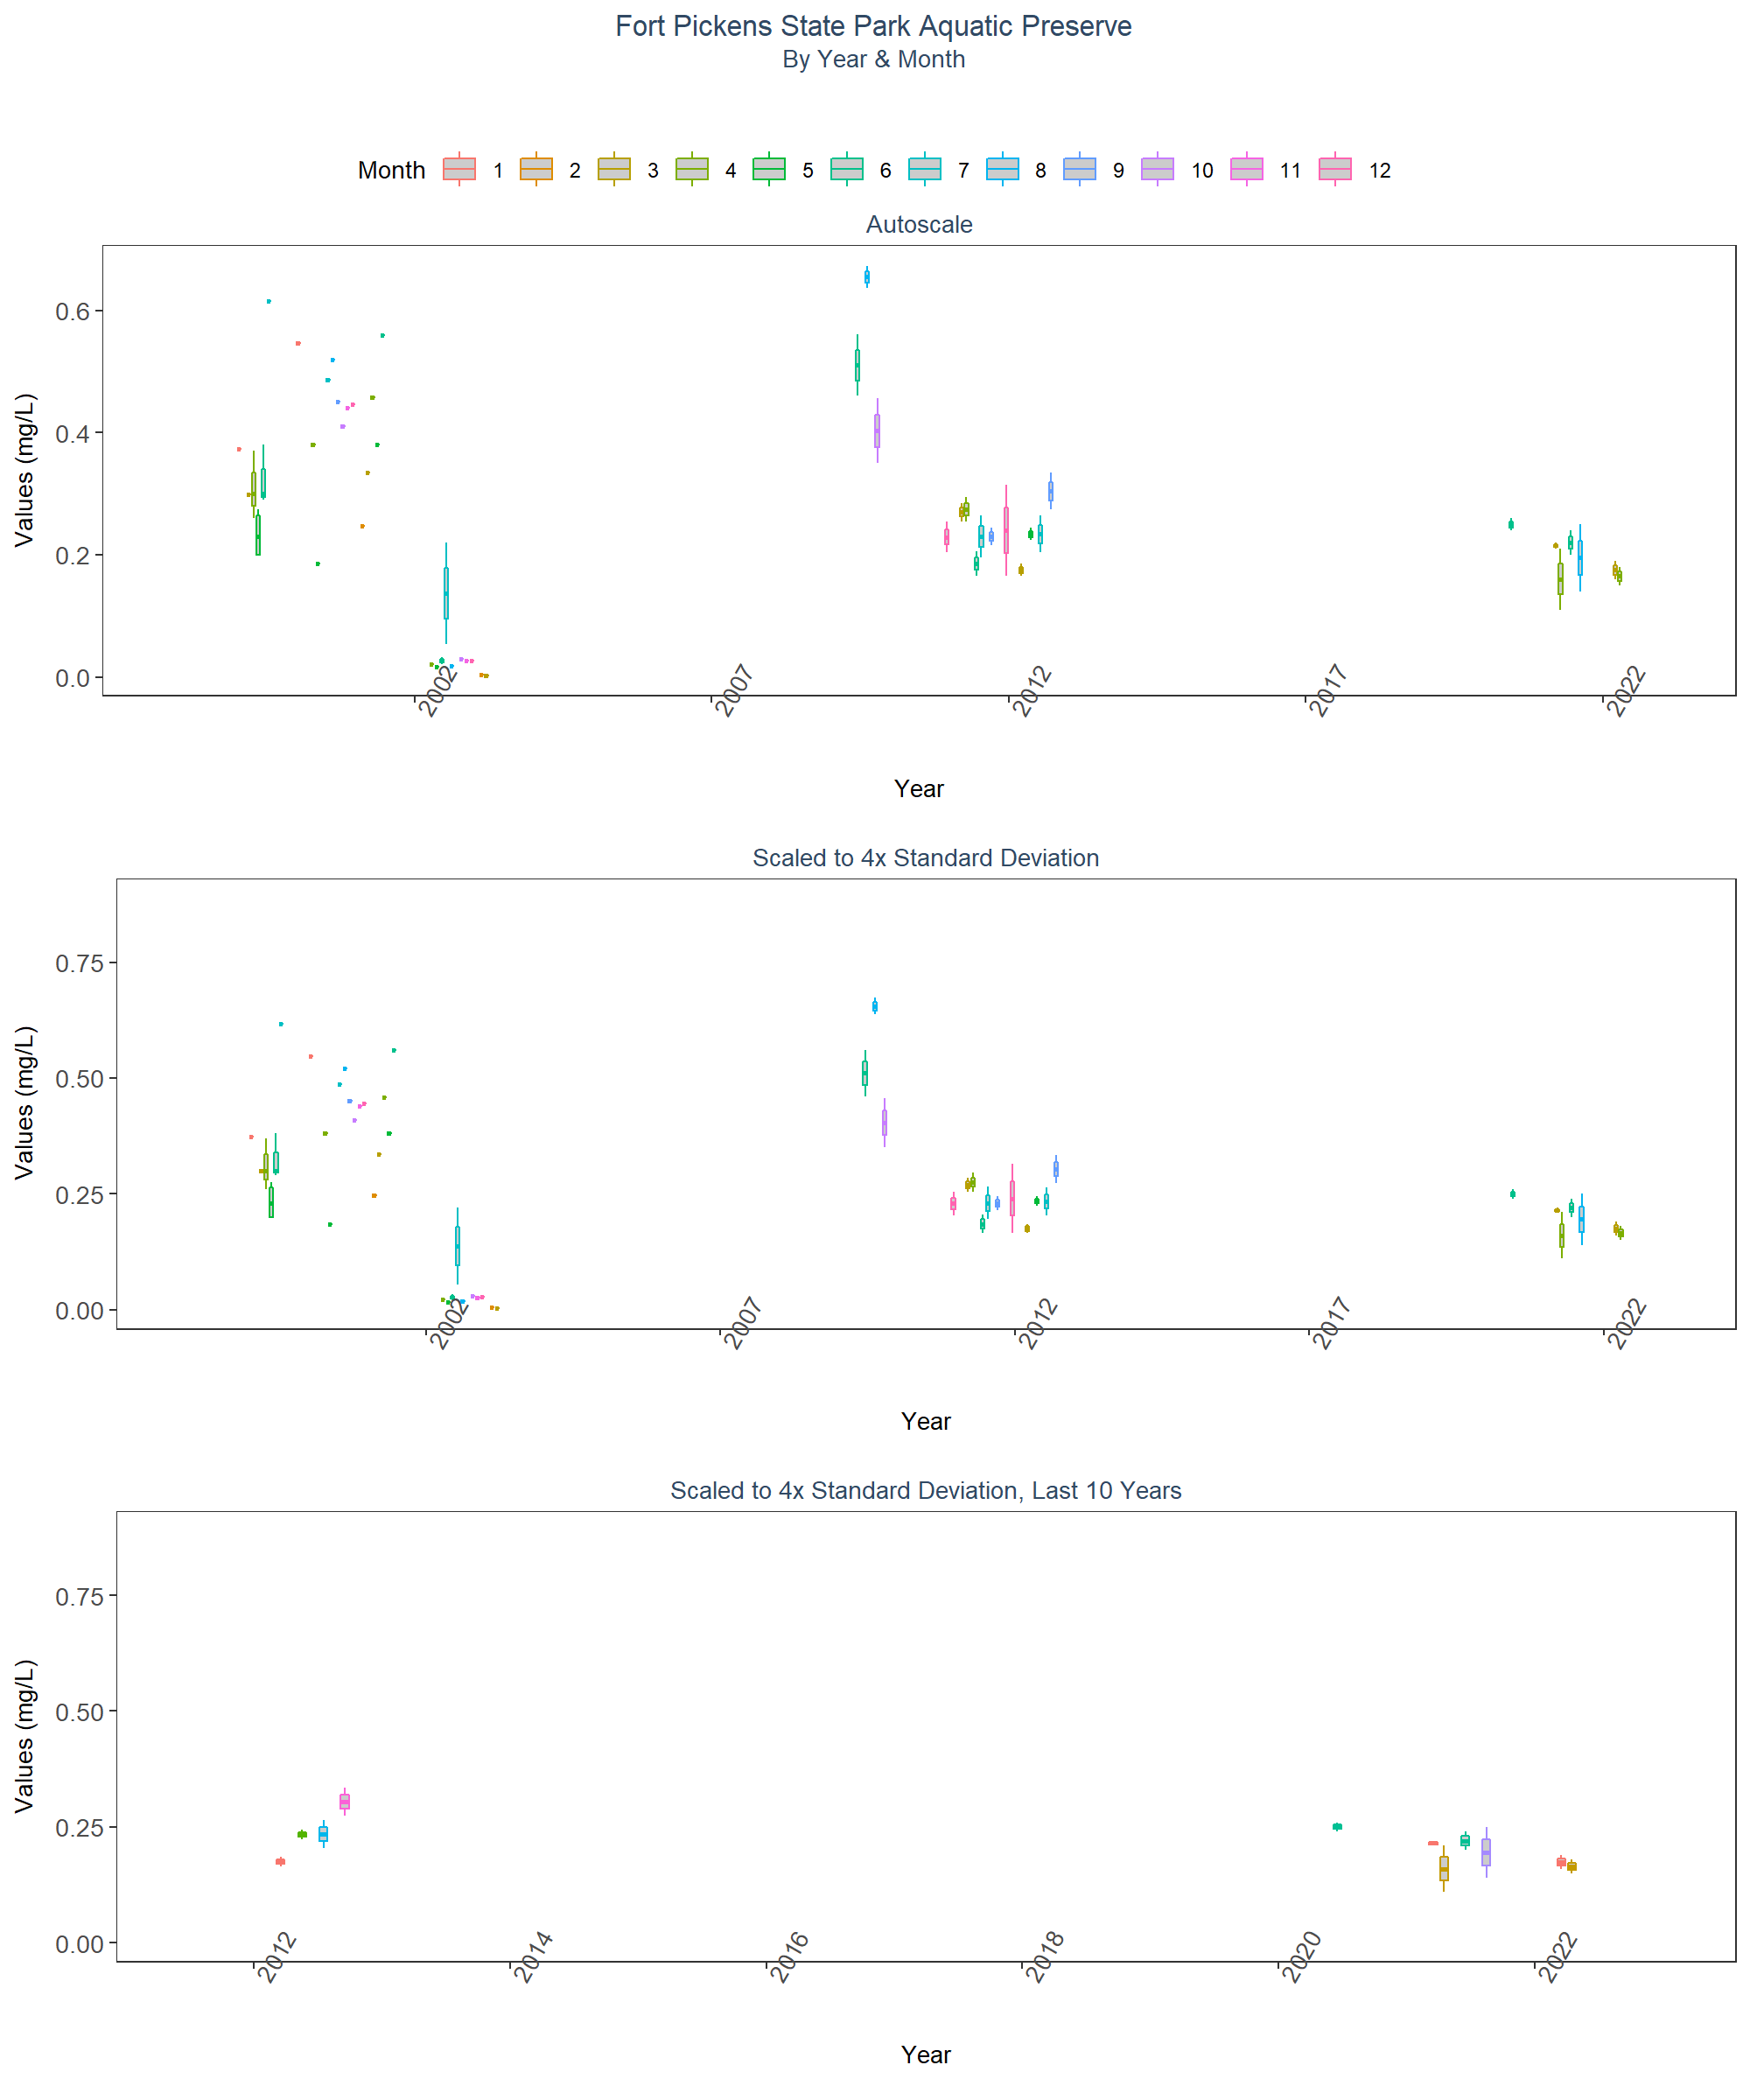 Fort Pickens State Park Aquatic Preserve
By Year & Month
Month 1 2 3 4 5 6 7 8 9 10 11 12
Autoscale
Values (mg/L)
0.6
0.4
0.2
0.0
2002 2007 2012 2017 2022
Year
Scaled to 4x Standard Deviation
Values (mg/L)
0.75
0.50
0.25
0.00
2002 2007 2012 2017 2022
Year
Scaled to 4x Standard Deviation, Last 10 Years
Values (mg/L)
0.75
0.50
0.25
0.00
2012 2014 2016 2018 2020 2022
Year